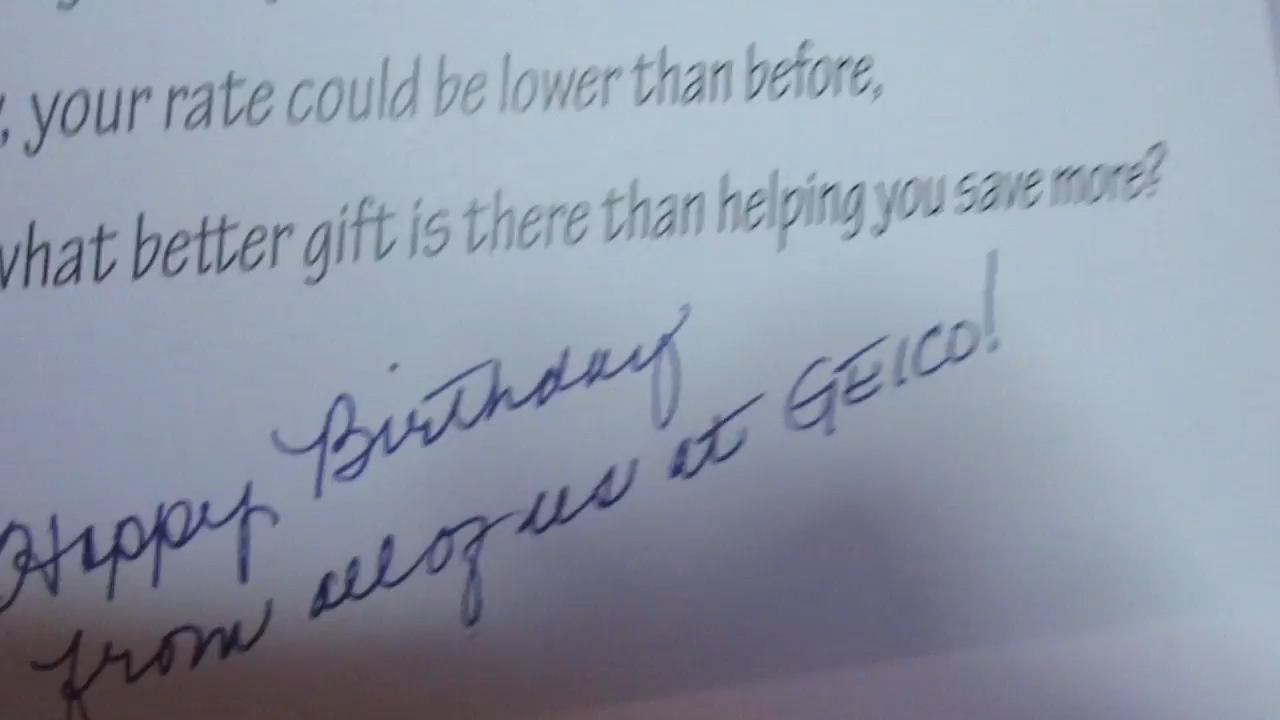 , your rate could be lower than before,
what better gift is there than helping you save more?
Happy Birthday
from all of us at GEICO!